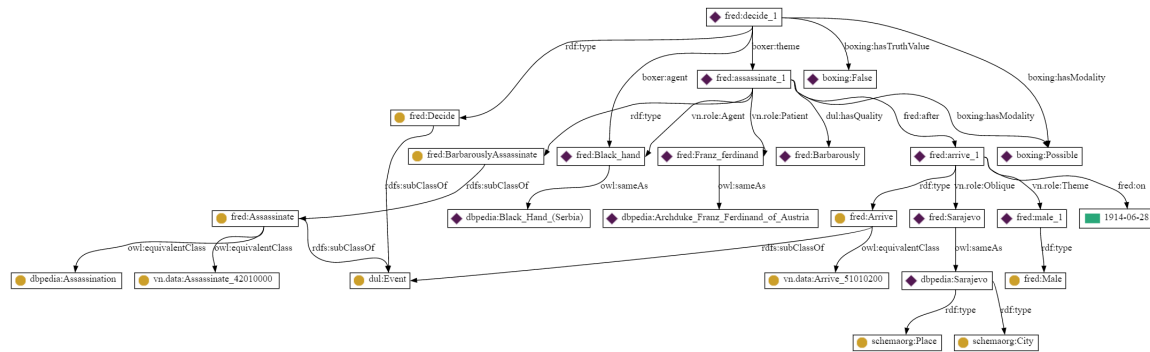 fred:decide_1
rdf:type
boxer:theme
boxing:hasTruthValue
boxer:agent
fred:assassinate_1
boxing:False
boxing:hasModality
fred:Decide
rdf:type
vn.role:Agent
vn.role:Patient
dul:hasQuality
fred:after
boxing:hasModality
fred:BarbarouslyAssassinate
fred:Black_hand
fred:Franz_ferdinand
fred:Barbarously
fred:arrive_1
boxing:Possible
rdfs:subClassOf
rdfs:subClassOf
owl:sameAs
owl:sameAs
rdf:type
vn.role:Oblique
vn.role:Theme
fred:on
fred:Assassinate
dbpedia:Black_Hand_(Serbia)
dbpedia:Archduke_Franz_Ferdinand_of_Austria
fred:Arrive
fred:Sarajevo
fred:male_1
1914-06-28
owl:equivalentClass
owl:equivalentClass
rdfs:subClassOf
rdfs:subClassOf
owl:equivalentClass
owl:sameAs
rdf:type
dbpedia:Assassination
vn.data:Assassinate_42010000
dul:Event
vn.data:Arrive_51010200
dbpedia:Sarajevo
fred:Male
rdf:type
rdf:type
schemaorg:Place
schemaorg:City